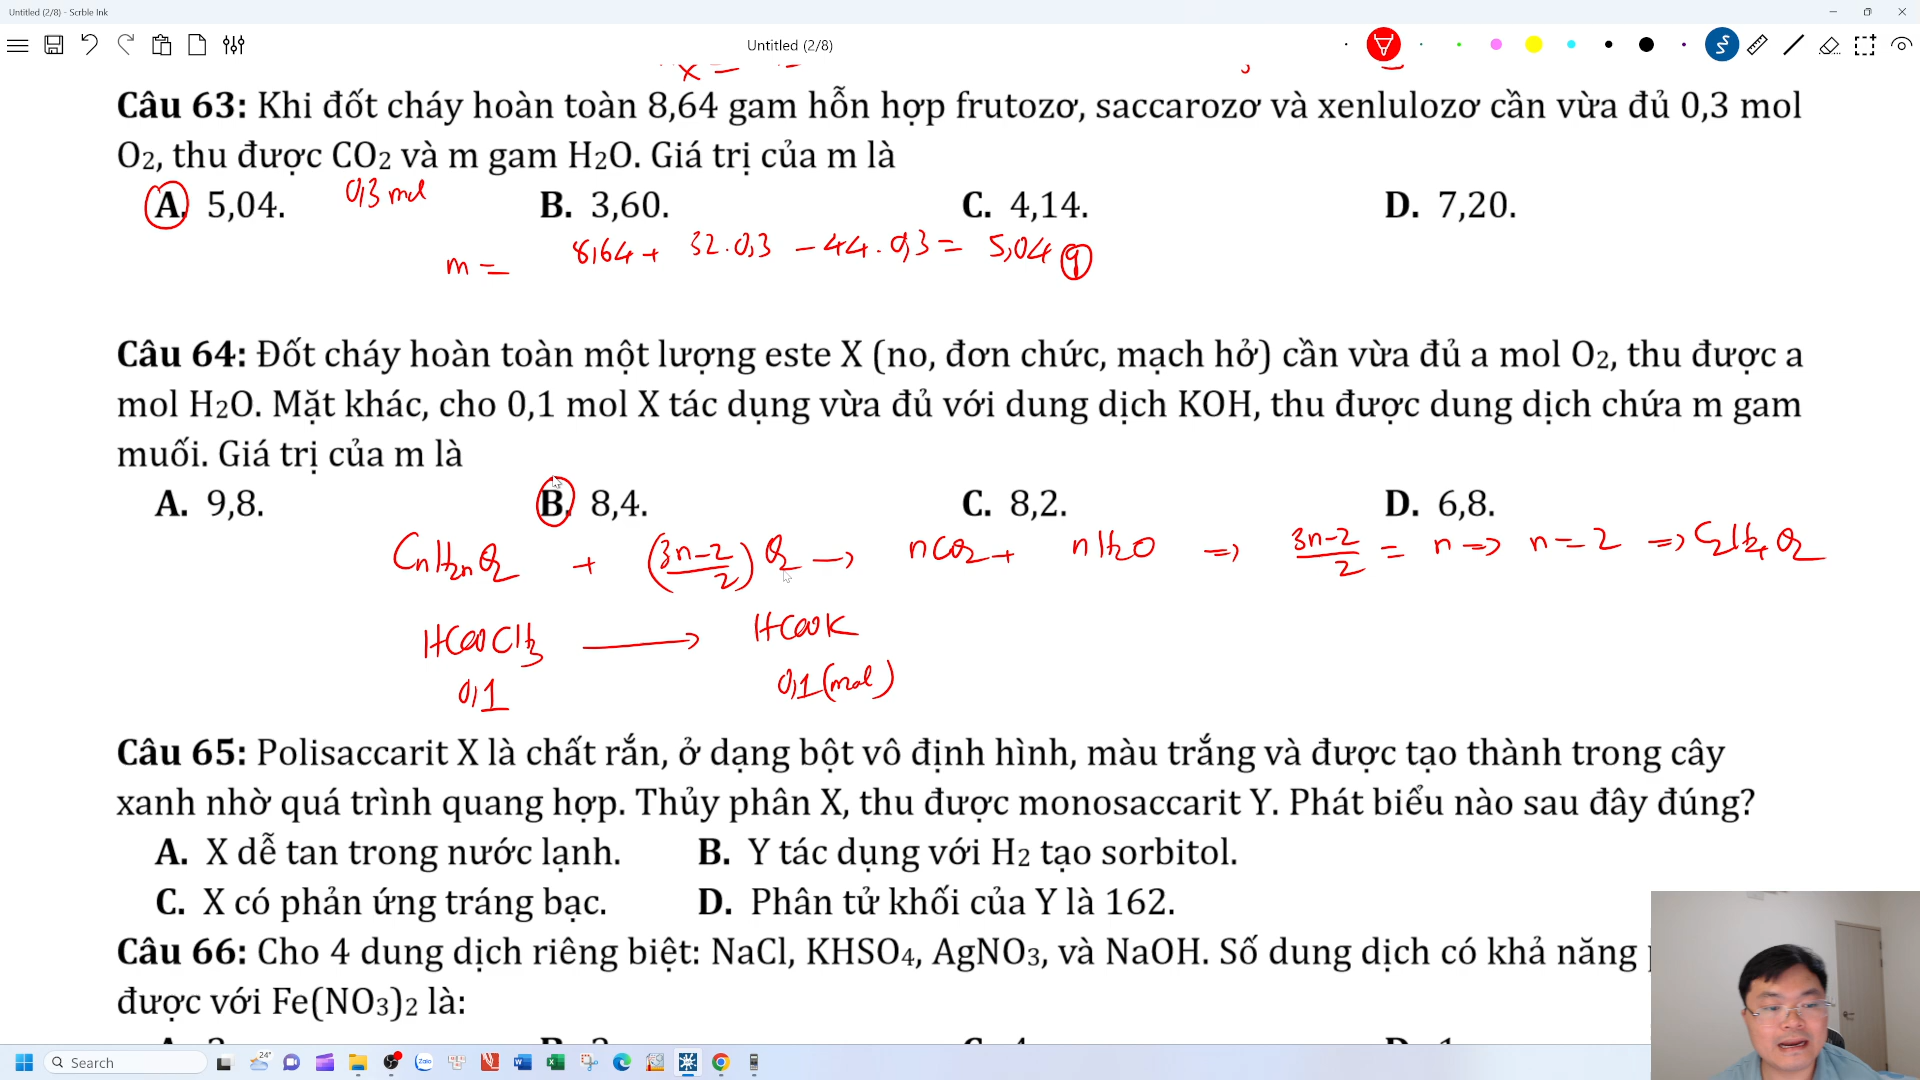 Untitled (2/8) - Scrble Ink
Untitled (2/8)
Câu 63: Khi đốt cháy hoàn toàn 8,64 gam hỗn hợp frutozơ, saccarozơ và xenlulozơ cần vừa đủ 0,3 mol
O2, thu được CO2 và m gam H2O. Giá trị của m là
0,3 mol
A. 5,04. B. 3,60. C. 4,14. D. 7,20.
m = 8,64 + 32.0,3 - 44.0,3 = 5,04 g
Câu 64: Đốt cháy hoàn toàn một lượng este X (no, đơn chức, mạch hở) cần vừa đủ a mol O2, thu được a
mol H2O. Mặt khác, cho 0,1 mol X tác dụng vừa đủ với dung dịch KOH, thu được dung dịch chứa m gam
muối. Giá trị của m là
A. 9,8. B. 8,4. C. 8,2. D. 6,8.
CnH2nO2 + (3n-2/2) O2 → nCO2 + nH2O => 3n-2/2 = n => n = 2 => C2H4O2
HCOOCH3 → HCOOK
0,1 0,1 (mol)
Câu 65: Polisaccarit X là chất rắn, ở dạng bột vô định hình, màu trắng và được tạo thành trong cây
xanh nhờ quá trình quang hợp. Thủy phân X, thu được monosaccarit Y. Phát biểu nào sau đây đúng?
A. X dễ tan trong nước lạnh. B. Y tác dụng với H2 tạo sorbitol.
C. X có phản ứng tráng bạc. D. Phân tử khối của Y là 162.
Câu 66: Cho 4 dung dịch riêng biệt: NaCl, KHSO4, AgNO3, và NaOH. Số dung dịch có khả năng
được với Fe(NO3)2 là:
Search
24°
Zalo